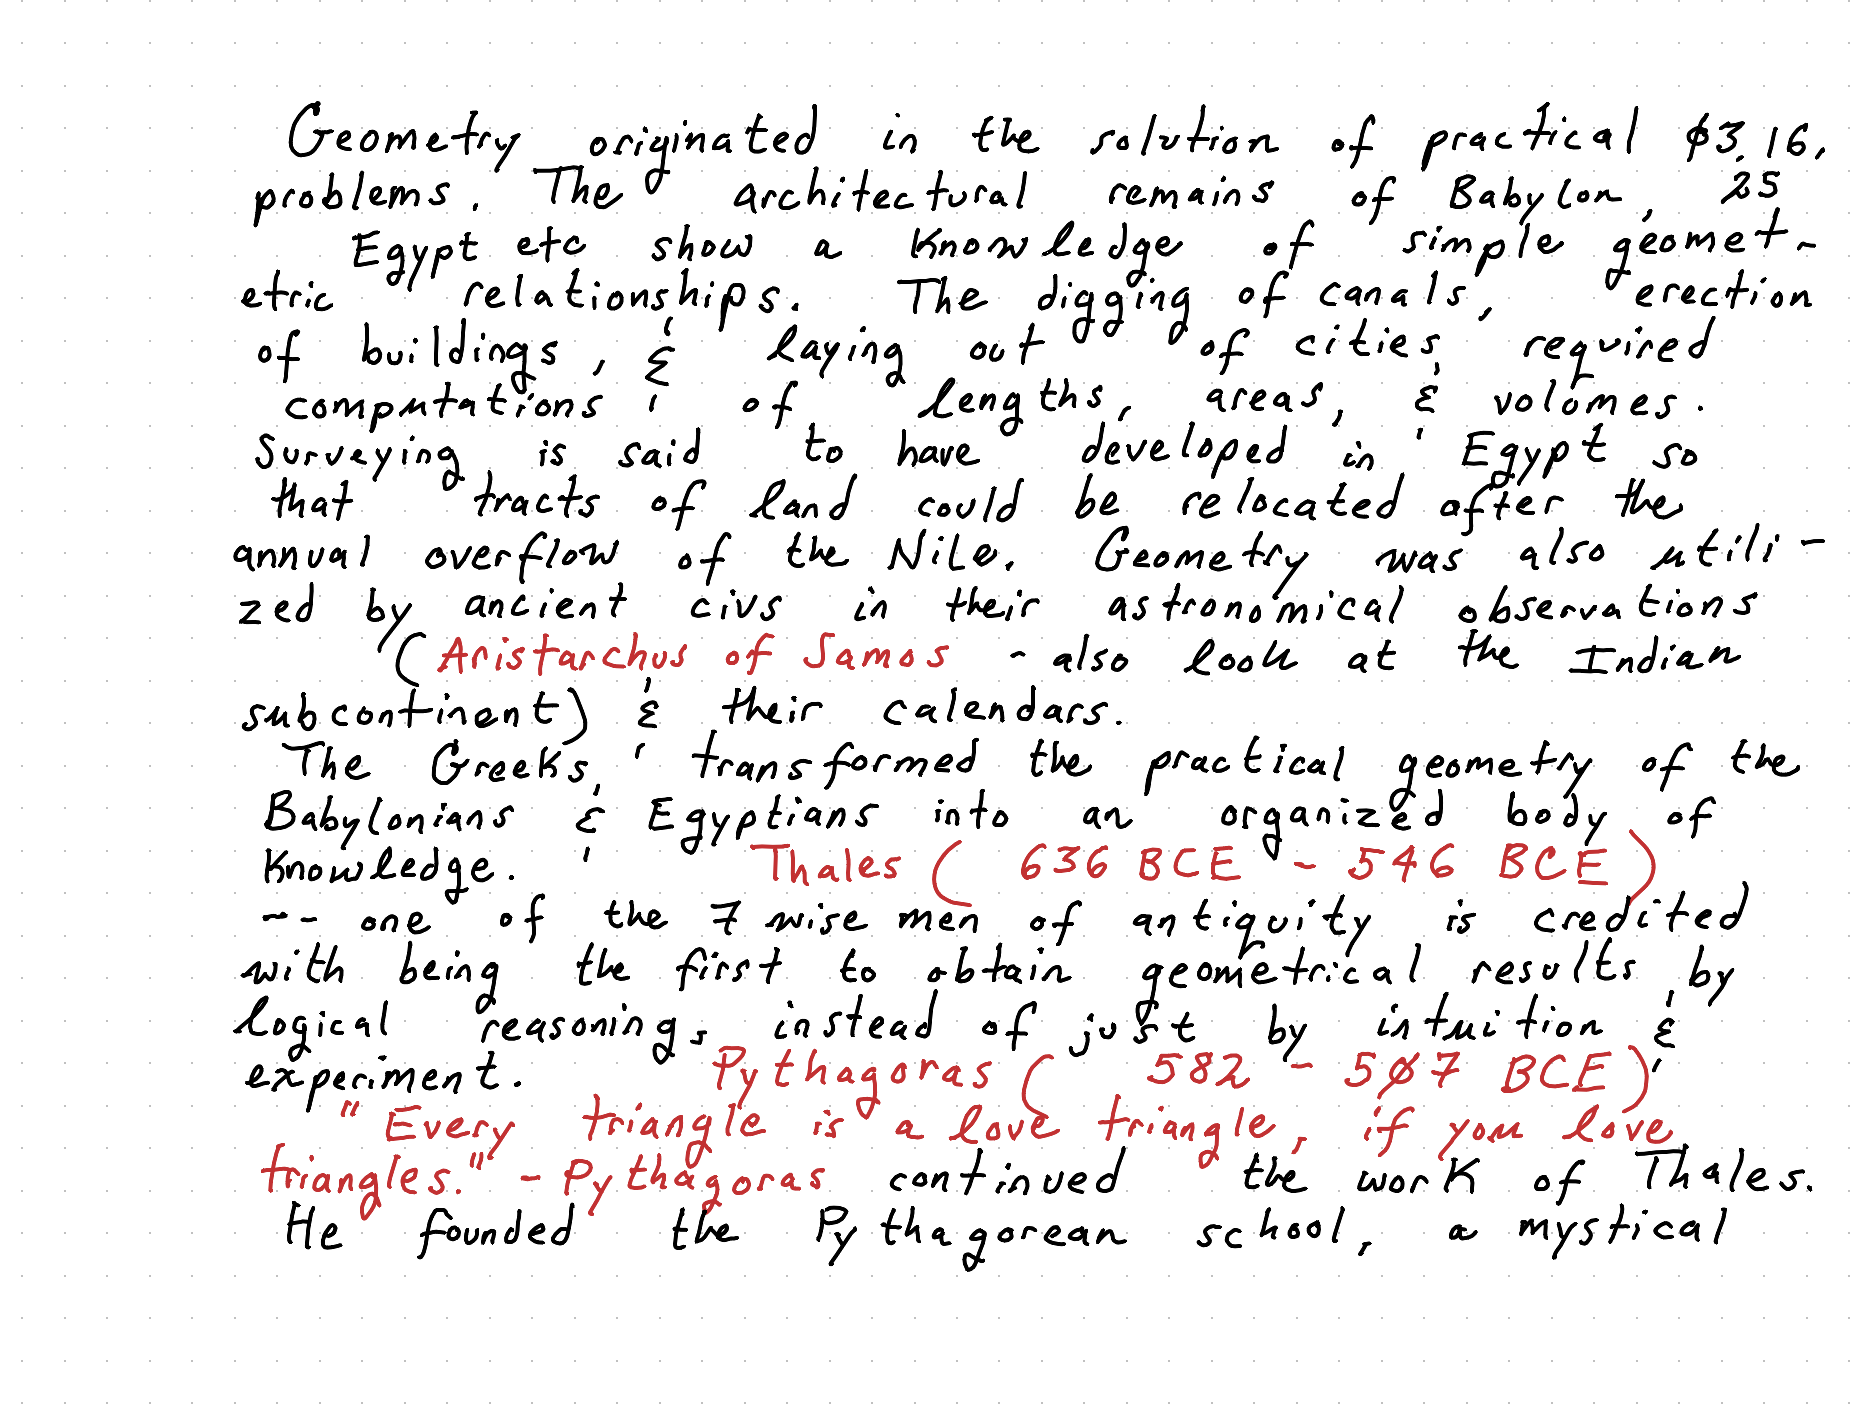 Geometry originated in the solution of practical ø3.16,
problems. The architectural remains of Babylon, 25
Egypt etc show a knowledge of simple geomet-
etric relationships. The digging of canals, erection
of buildings, & laying out of cities required
computations of lengths, areas, & volumes.
Surveying is said to have developed in Egypt so
that tracts of land could be relocated after the
annual overflow of the Nile. Geometry was also utili-
zed by ancient civs in their astronomical observations
(Aristarchus of Samos - also look at the Indian
subcontinent) & their calendars.
The Greeks, transformed the practical geometry of the
Babylonians & Egyptians into an organized body of
knowledge. Thales (636 BCE - 546 BCE)
-- one of the 7 wise men of antiquity is credited
with being the first to obtain geometrical results by
logical reasoning, instead of just by intuition &
experiment. Pythagoras (582 - 507 BCE)
"Every triangle is a love triangle, if you love
triangles." - Pythagoras continued the work of Thales.
He founded the Pythagorean school, a mystical